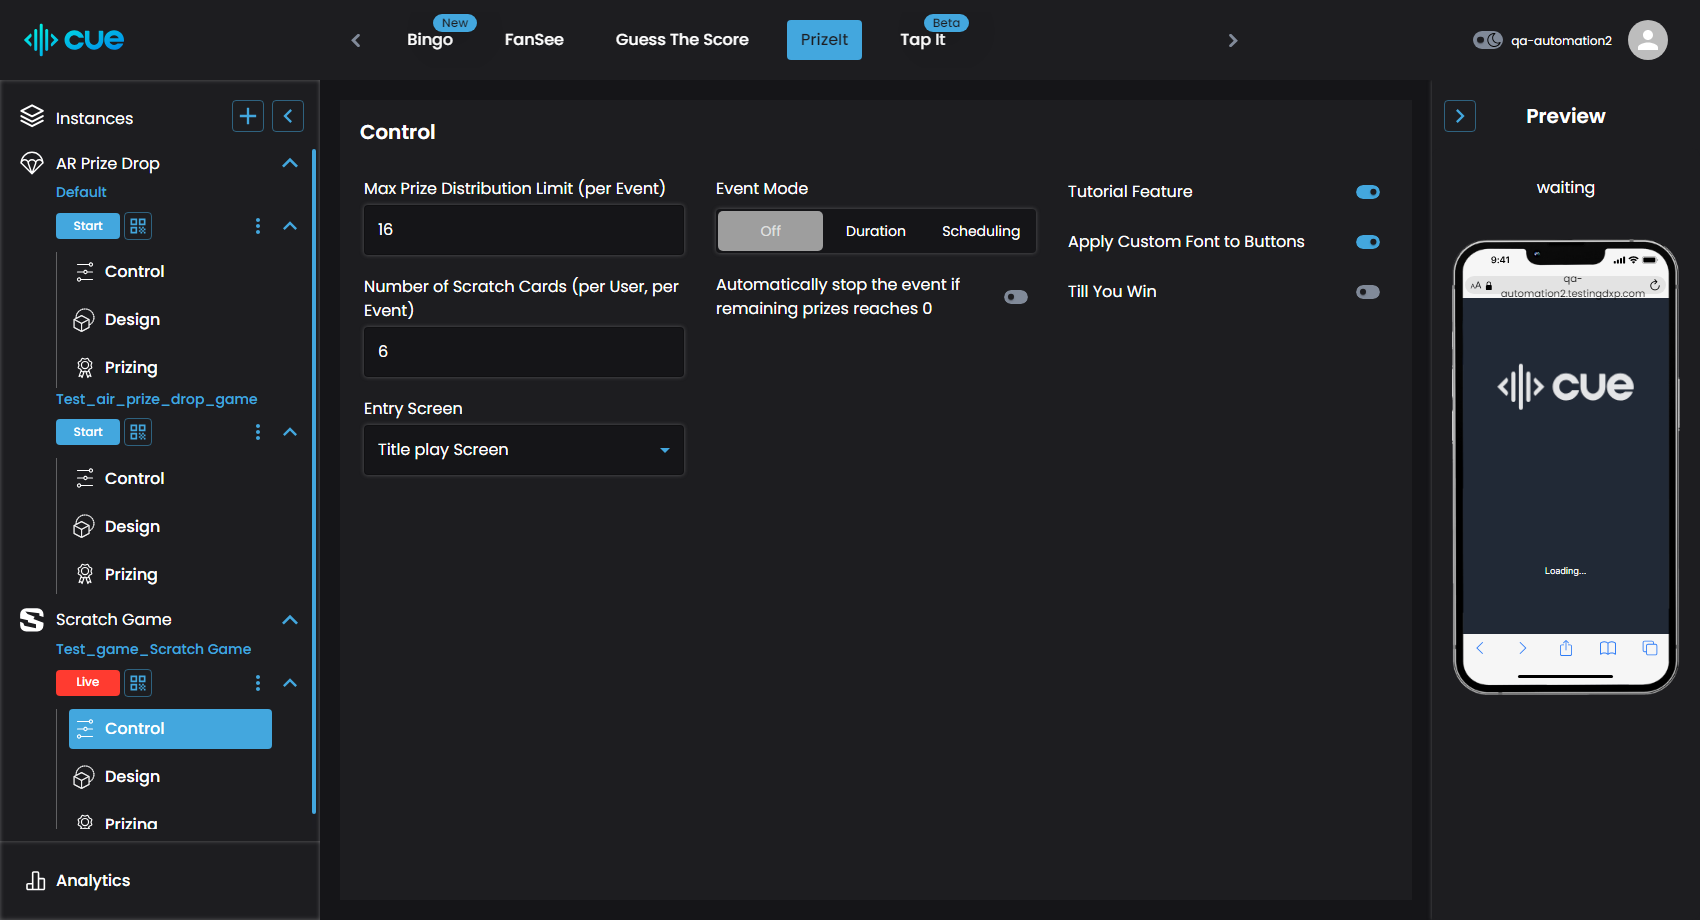 cue
New
Bingo
FanSee
Guess The Score
PrizeIt
Beta
Tap It
qa-automation2
Instances
AR Prize Drop
Default
Start
Control
Design
Prizing
Test_air_prize_drop_game
Start
Control
Design
Prizing
Scratch Game
Test_game_Scratch Game
Live
Control
Design
Prizing
Analytics
Control
Max Prize Distribution Limit (per Event)
16
Number of Scratch Cards (per User, per
Event)
6
Entry Screen
Title play Screen
Event Mode
Off
Duration
Scheduling
Automatically stop the event if
remaining prizes reaches 0
Tutorial Feature
Apply Custom Font to Buttons
Till You Win
Preview
waiting
9:41
AA
qa-
automation2.testingdxp.com
cue
Loading...